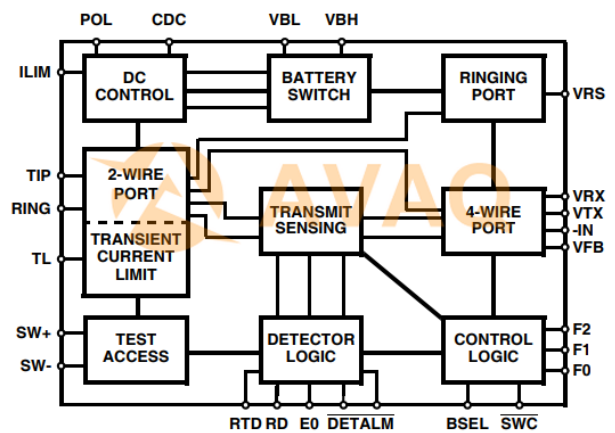 POL CDC VBL VBH
ILIM DC CONTROL BATTERY SWITCH RINGING PORT VRS
TIP 2-WIRE PORT
RING TRANSMIT SENSING 4-WIRE PORT VRX
VTX
-IN
VFB
TRANSIENT CURRENT LIMIT
TL
SW+ TEST ACCESS DETECTOR LOGIC CONTROL LOGIC F2
F1
SW- F0
RTD RD E0 DET ALM BSEL SWC
AVAQ